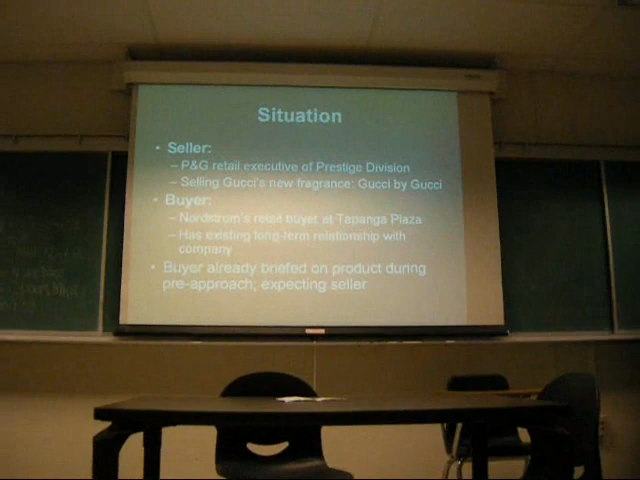 Situation
• Seller:
– P&G retail executive of Prestige Division
– Selling Gucci's new fragrance: Gucci by Gucci
• Buyer:
– Nordstrom's retail buyer at Tapanga Plaza
– Has existing long-term relationship with
company
• Buyer already briefed on product during
pre-approach; expecting seller